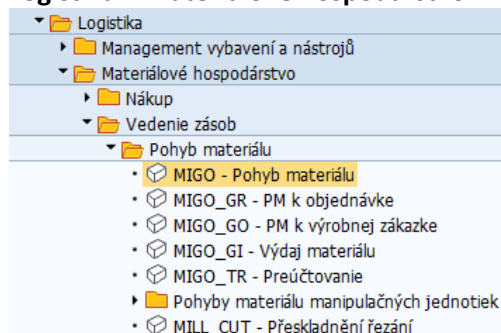 Logistika
Management vybavení a nástrojů
Materiálové hospodárstvo
Nákup
Vedenie zásob
Pohyb materiálu
MIGO - Pohyb materiálu
MIGO_GR - PM k objednávke
MIGO_GO - PM k výrobnej zákazke
MIGO_GI - Výdaj materiálu
MIGO_TR - Preúčtovanie
Pohyby materiálu manipulačných jednotiek
MILL_CUT - Přeskladnění řezání